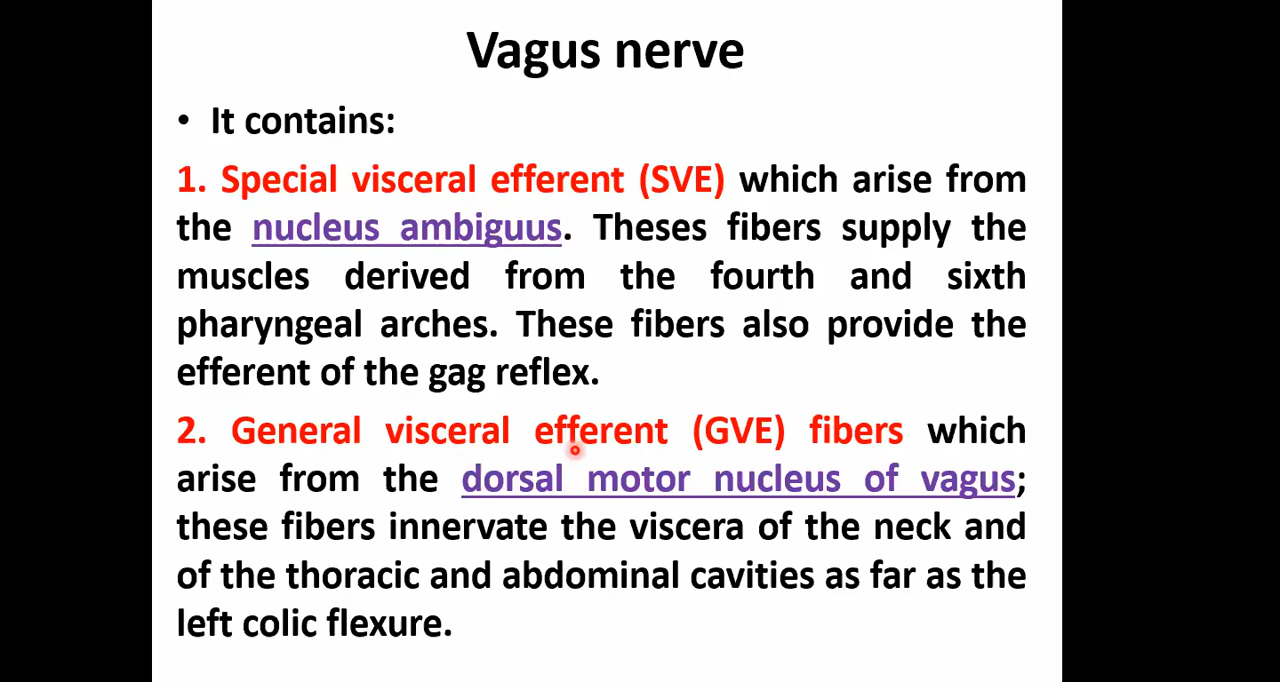 Vagus nerve
• It contains:
1. Special visceral efferent (SVE) which arise from
the nucleus ambiguus. Theses fibers supply the
muscles derived from the fourth and sixth
pharyngeal arches. These fibers also provide the
efferent of the gag reflex.
2. General visceral efferent (GVE) fibers which
arise from the dorsal motor nucleus of vagus;
these fibers innervate the viscera of the neck and
of the thoracic and abdominal cavities as far as the
left colic flexure.